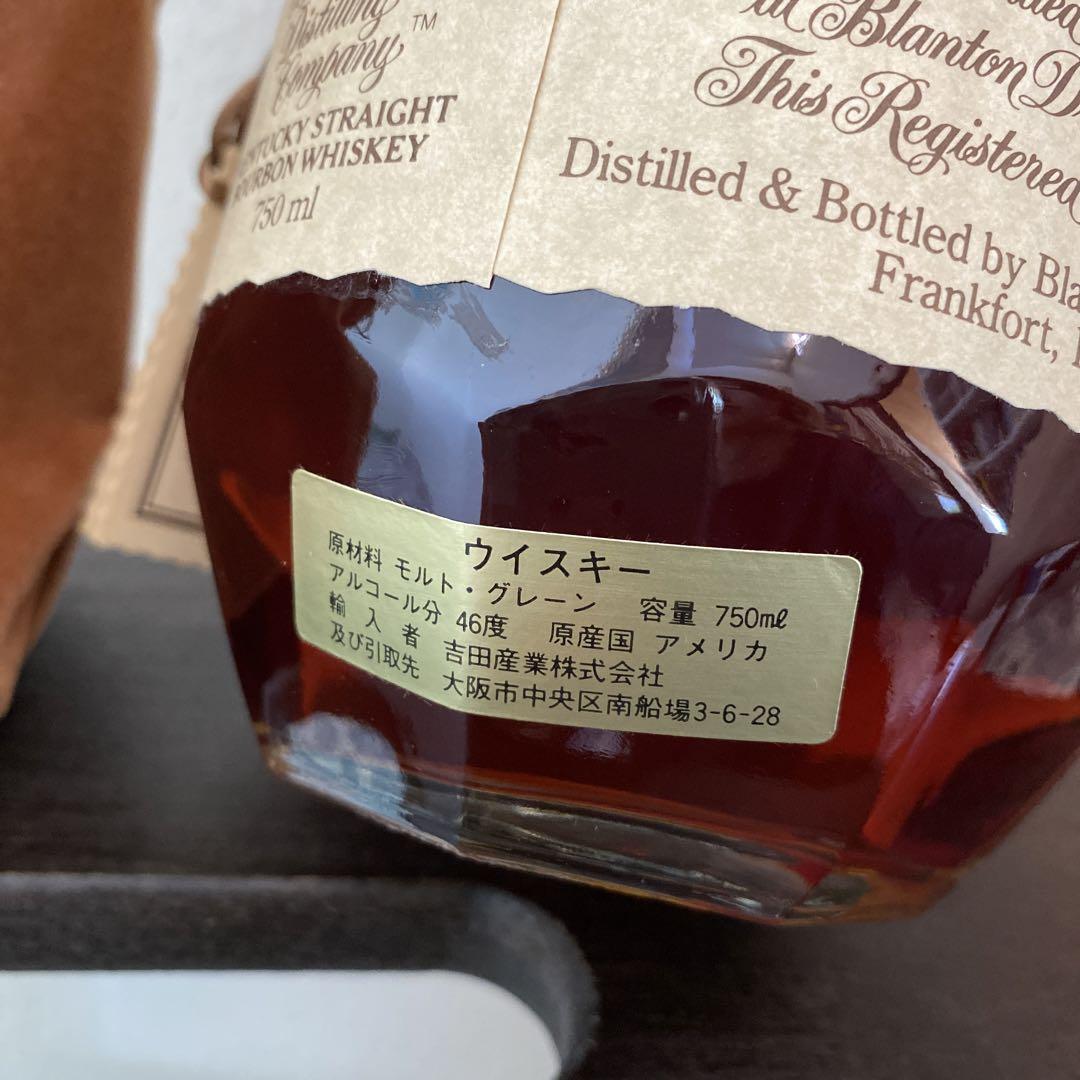 Distilling
Company™
KENTUCKY STRAIGHT
BOURBON WHISKEY
750 ml
at Blanton
This Registered
Distilled & Bottled by
Frankfort,
ウイスキー
原材料 モルト・グレーン 容量 750mℓ
アルコール分 46度 原産国 アメリカ
輸入者 吉田産業株式会社
及び引取先 大阪市中央区南船場3-6-28